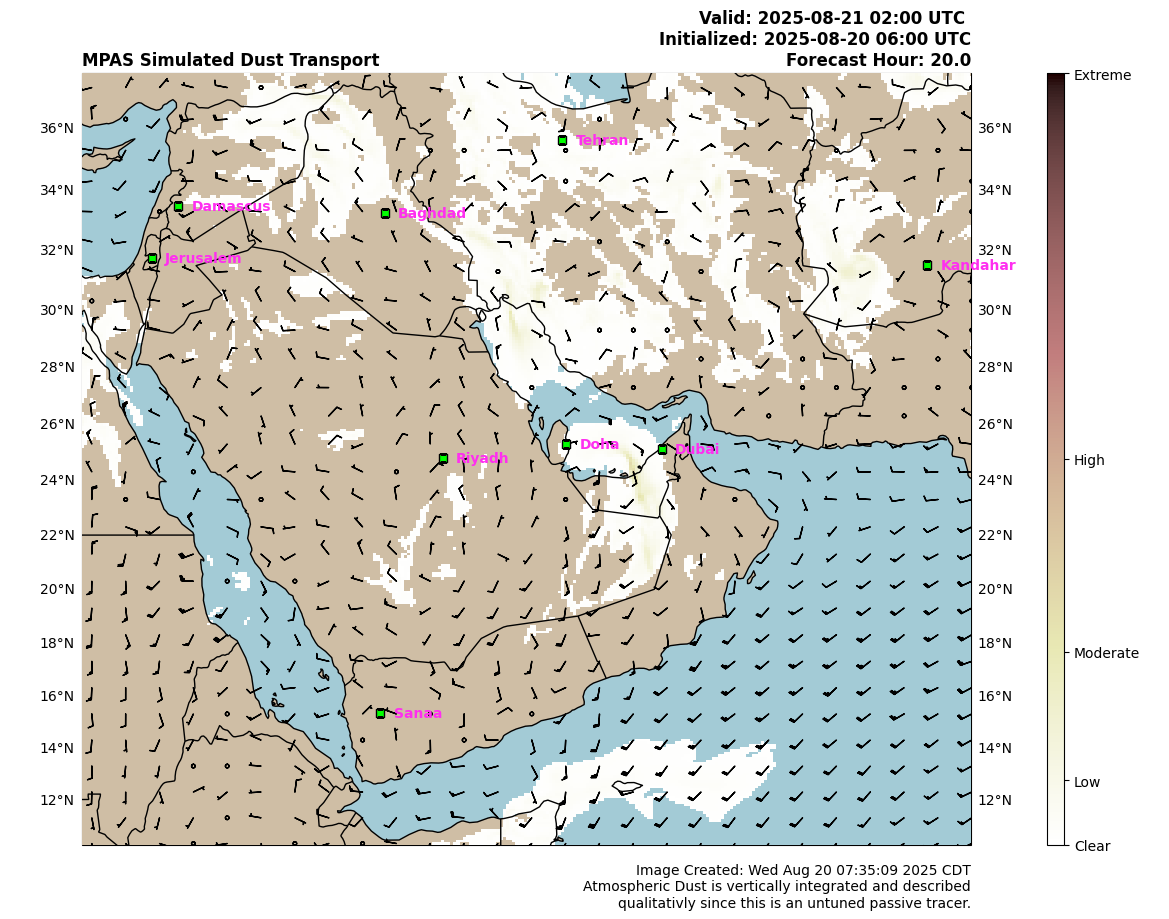 Valid: 2025-08-21 02:00 UTC
Initialized: 2025-08-20 06:00 UTC
MPAS Simulated Dust Transport
Forecast Hour: 20.0
Extreme
High
Moderate
Low
Clear
36°N
34°N
32°N
30°N
28°N
26°N
24°N
22°N
20°N
18°N
16°N
14°N
12°N
36°N
34°N
32°N
30°N
28°N
26°N
24°N
22°N
20°N
18°N
16°N
14°N
12°N
Tehran
Damascus
Baghdad
Jerusalem
Kandahar
Doha
Dubai
Riyadh
Sanaa
Image Created: Wed Aug 20 07:35:09 2025 CDT
Atmospheric Dust is vertically integrated and described
qualitativly since this is an untuned passive tracer.